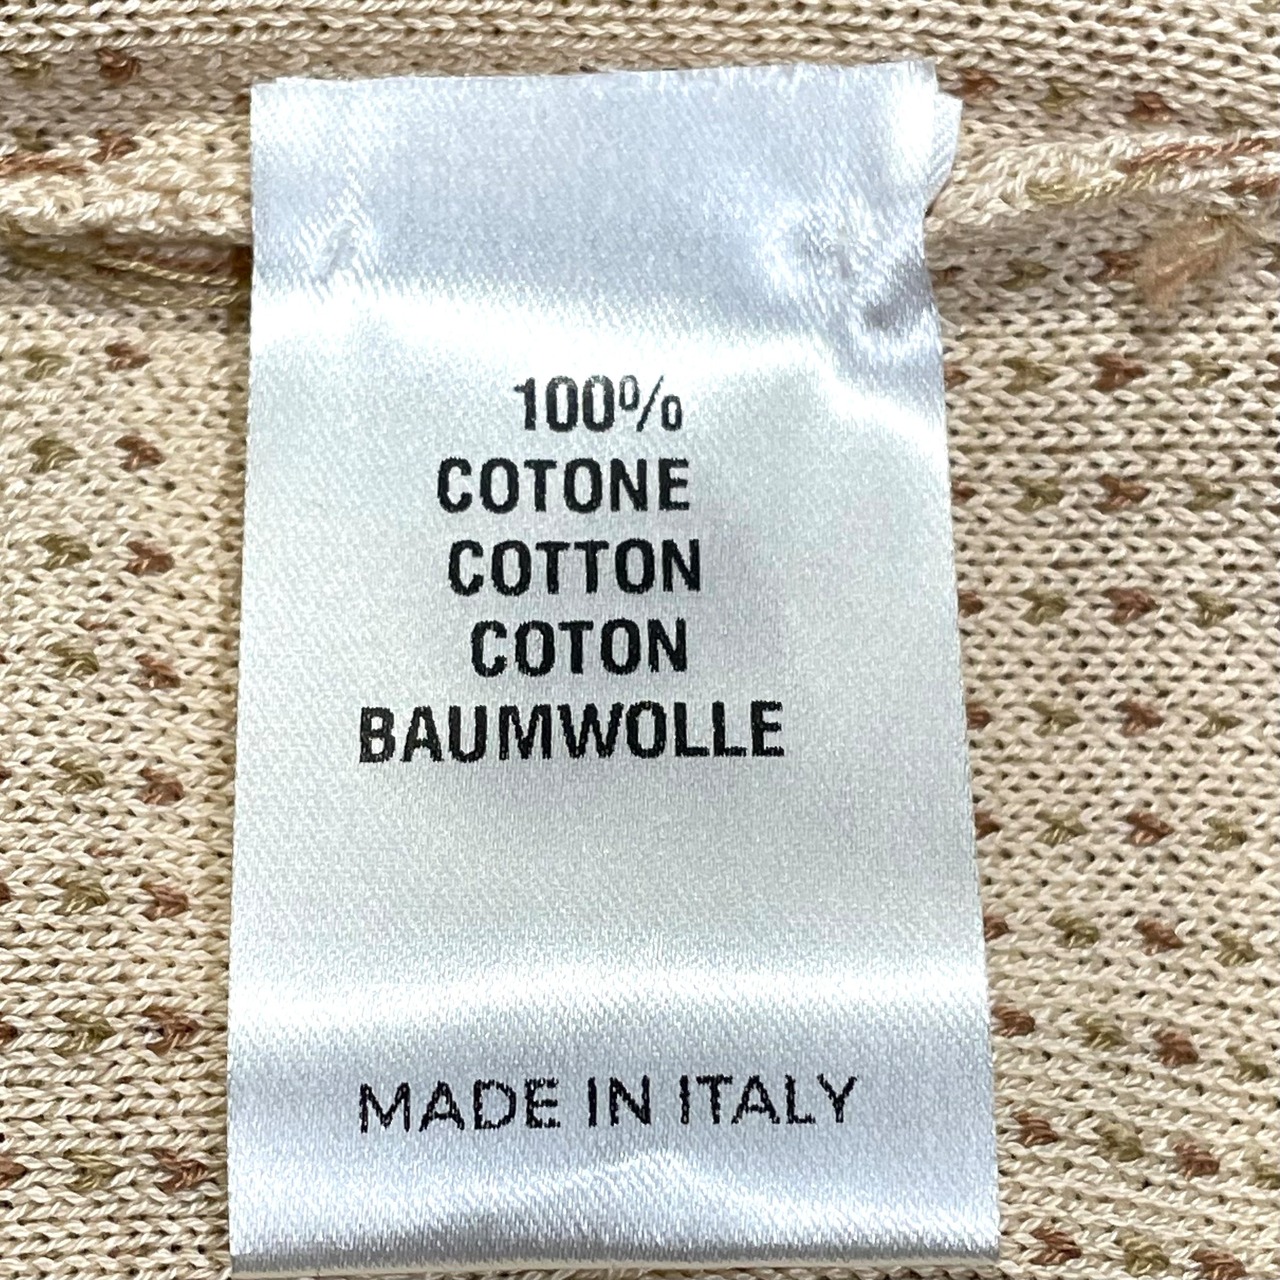 100%
COTONE
COTTON
COTON
BAUMWOLLE
MADE IN ITALY